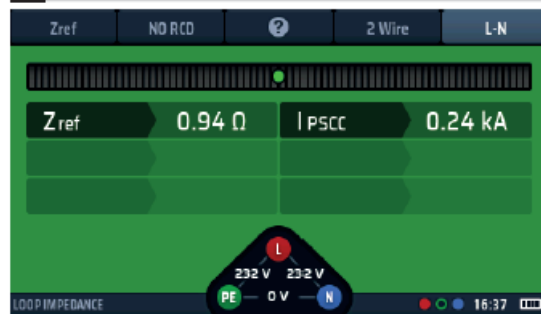 Zref NO RCD ? 2 Wire L-N
Zref 0.94 Ω IPSCC 0.24 kA
L
232 V 232 V
PE 0 V N
LOOP IMPEDANCE 16:37